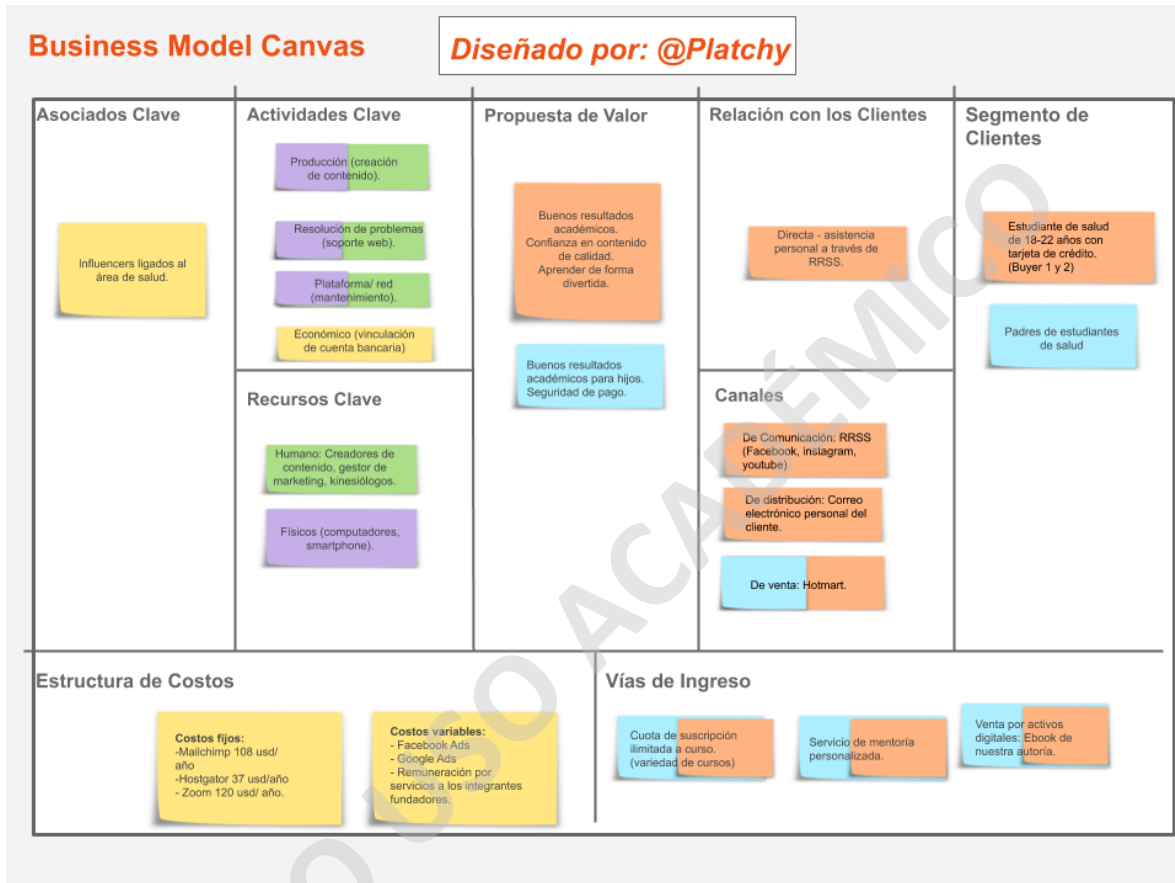 Business Model Canvas
Diseñado por: @Platchy
Asociados Clave
Influencers ligados al
área de salud.
Actividades Clave
Producción (creación
de contenido).
Resolución de problemas
(soporte web).
Plataforma/ red
(mantenimiento).
Económico (vinculación
de cuenta bancaria)
Recursos Clave
Humano: Creadores de
contenido, gestor de
marketing, kinesiólogos.
Físicos (computadores,
smartphone).
Propuesta de Valor
Buenos resultados
académicos.
Confianza en contenido
de calidad.
Aprender de forma
divertida.
Buenos resultados
académicos para hijos.
Seguridad de pago.
Relación con los Clientes
Directa - asistencia
personal a través de
RRSS.
Canales
De Comunicación: RRSS
(Facebook, instagram,
youtube)
De distribución: Correo
electrónico personal del
cliente.
De venta: Hotmart.
Segmento de
Clientes
Estudiante de salud
de 18-22 años con
tarjeta de crédito.
(Buyer 1 y 2)
Padres de estudiantes
de salud
Estructura de Costos
Costos fijos:
-Mailchimp 108 usd/
año
-Hostgator 37 usd/año
- Zoom 120 usd/ año.
Costos variables:
- Facebook Ads
- Google Ads
- Remuneración por
servicios a los integrantes
fundadores.
Vías de Ingreso
Cuota de suscripción
ilimitada a curso.
(variedad de cursos)
Servicio de mentoría
personalizada.
Venta por activos
digitales: Ebook de
nuestra autoría.
O USO ACADÉMICO